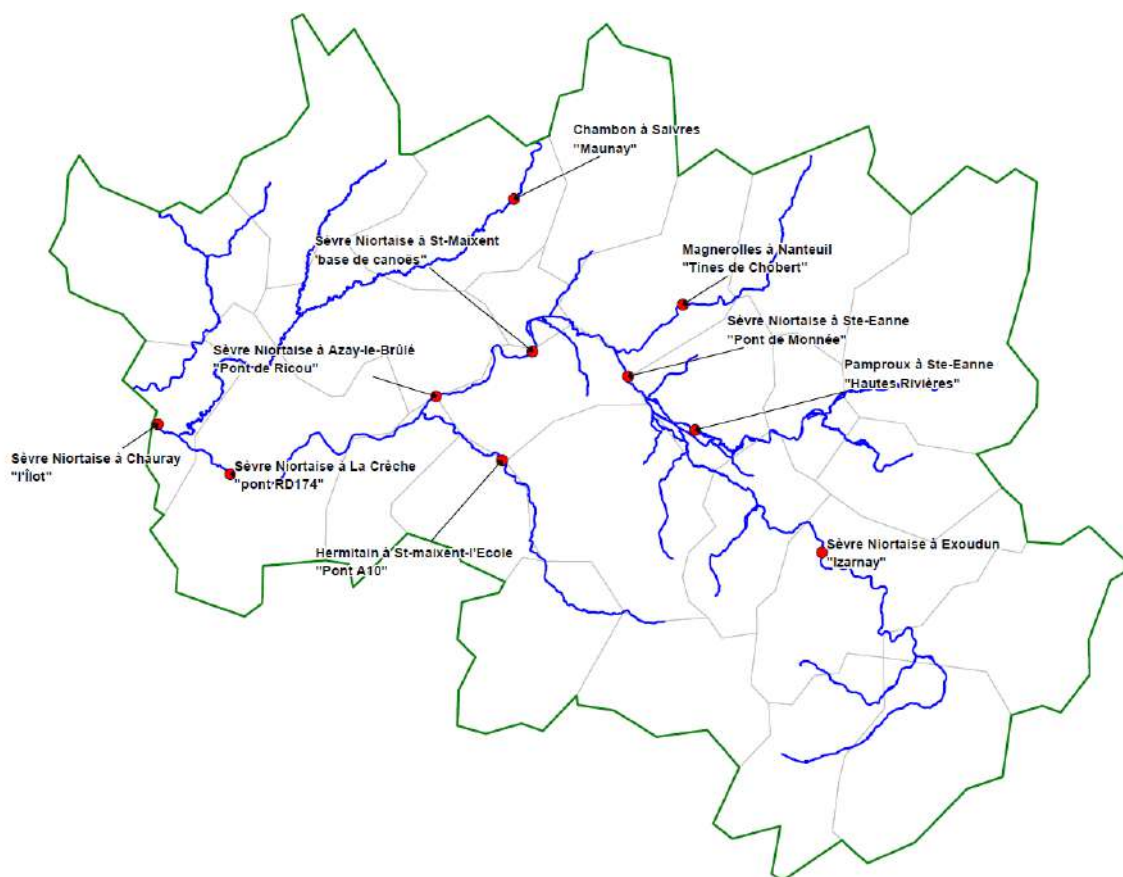 Chambon à Saivres
"Maunay"
Sèvre Niortaise à St-Maixent
'base de canoës"
Magnerolles à Nanteuil
"Tines de Chobert"
Sèvre Niortaise à Ste-Eanne
"Pont de Monnée"
Sèvre Niortaise à Azay-le-Brûlé
"Pont de Ricou"
Pamproux à Ste-Eanne
"Hautes Rivières"
Sèvre Niortaise à Chauray
"l'Îlot"
Sèvre Niortaise à La Crèche
"pont RD174"
Hermitain à St-maixent-l'Ecole
"Pont A10"
Sèvre Niortaise à Exoudun
"Izarnay"